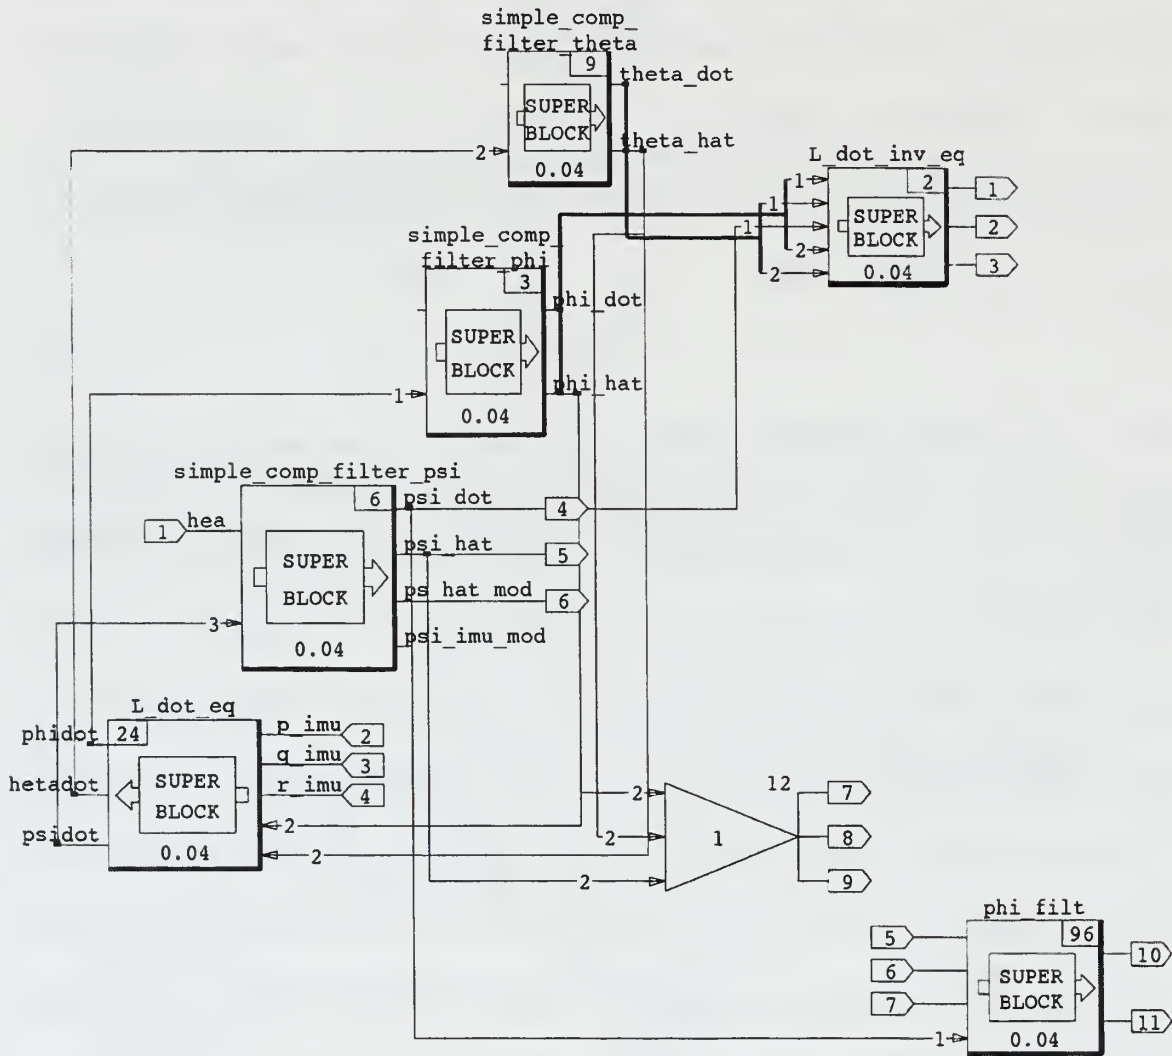 simple_comp_
filter_theta
9
theta_dot
SUPER
BLOCK
theta_hat
2
0.04
L_dot_inv_eq
1
2
1
1
SUPER
BLOCK
1
2
2
2
0.04
3
simple_comp_
filter_phi
3
phi_dot
SUPER
BLOCK
phi_hat
1
0.04
simple_comp_filter_psi
6
psi_dot
4
1
hea
psi_hat
5
SUPER
BLOCK
ps_hat_mod
6
3
psi_imu_mod
0.04
L_dot_eq
phidot
24
p_imu
2
q_imu
3
hetadot
SUPER
BLOCK
r_imu
4
psidot
2
0.04
2
2
2
2
1
12
7
8
9
phi_filt
96
5
6
7
SUPER
BLOCK
10
11
1
0.04